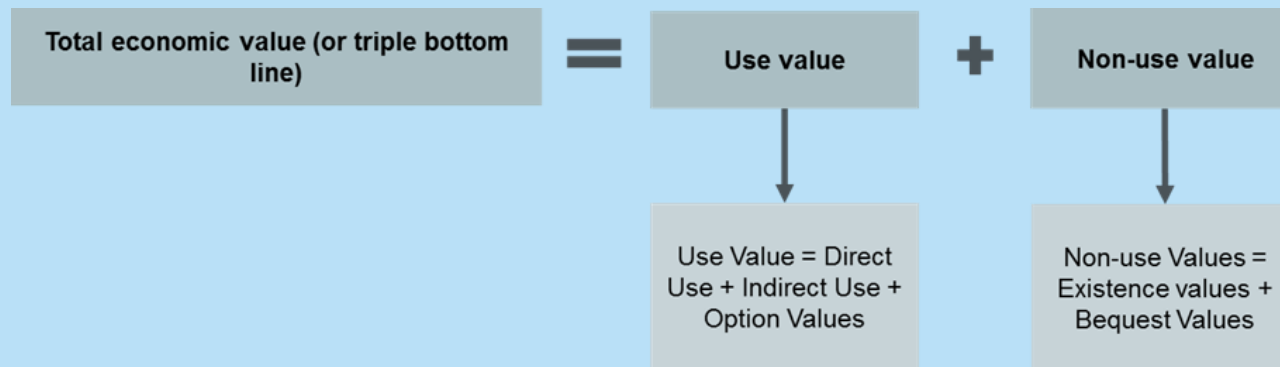 Total economic value (or triple bottom
line)
=
Use value
+
Non-use value
Use Value = Direct
Use + Indirect Use +
Option Values
Non-use Values =
Existence values +
Bequest Values